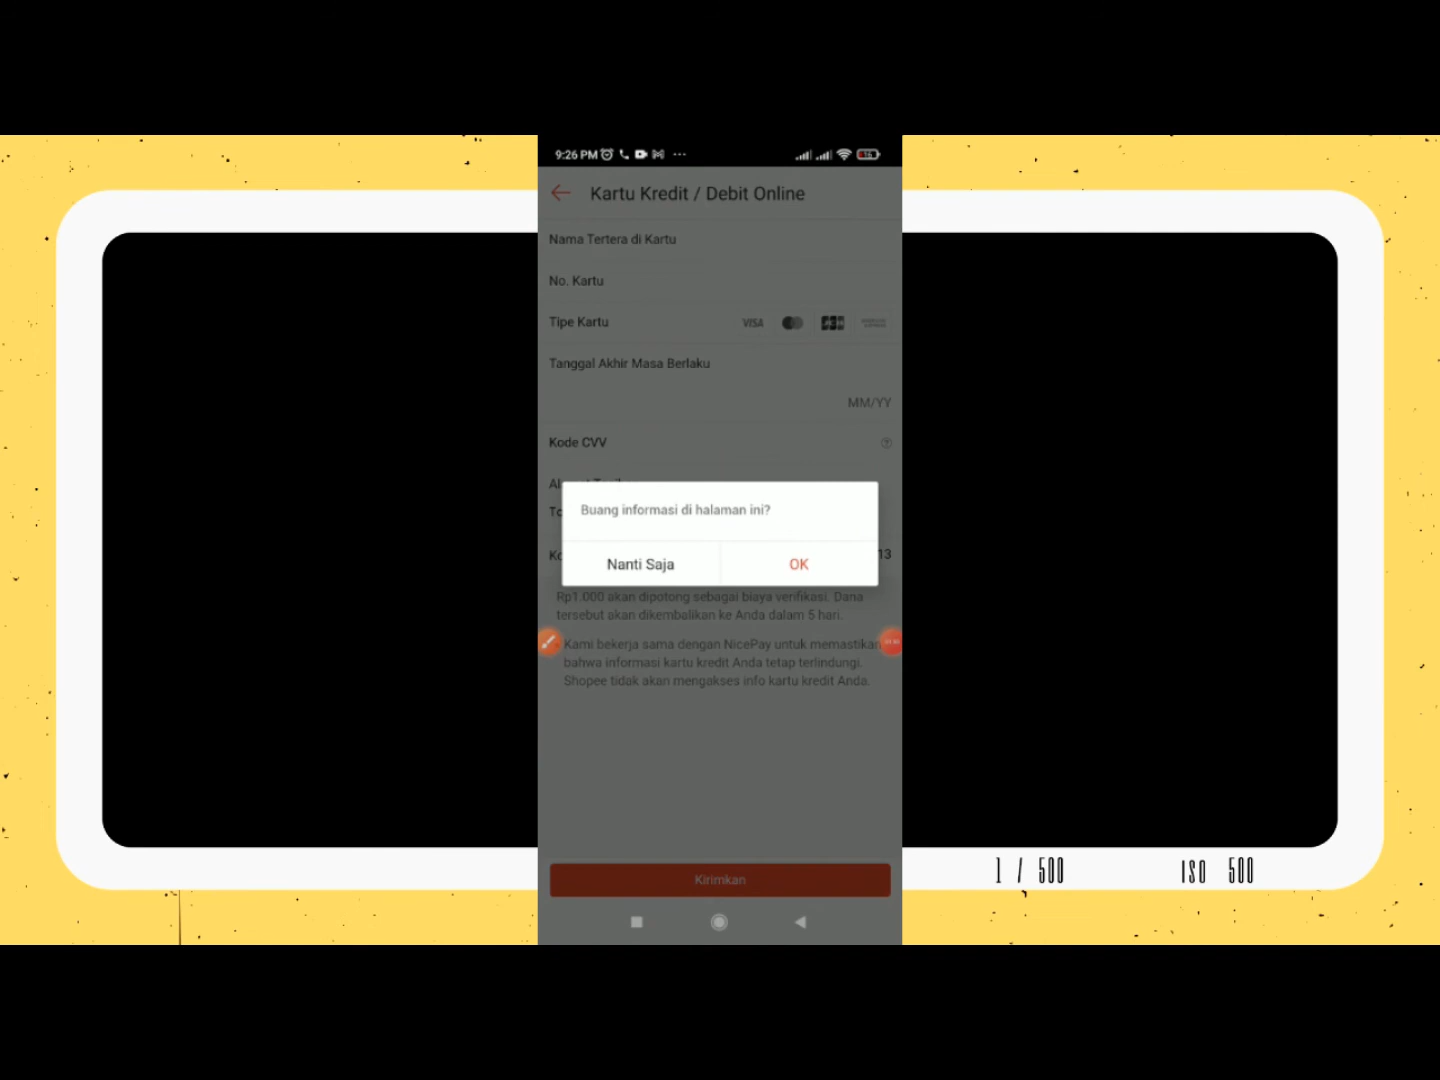 9:26 PM
Kartu Kredit / Debit Online
Nama Tertera di Kartu
No. Kartu
Tipe Kartu
VISA
Tanggal Akhir Masa Berlaku
MM/YY
Kode CVV
Buang informasi di halaman ini?
13
Nanti Saja
OK
Rp1.000 akan dipotong sebagai biaya verifikasi. Dana
tersebut akan dikembalikan ke Anda dalam 5 hari.
Kami bekerja sama dengan NicePay untuk memastikan
bahwa informasi kartu kredit Anda tetap terlindungi.
Shopee tidak akan mengakses info kartu kredit Anda.
Kirimkan
1 / 500
ISO 500